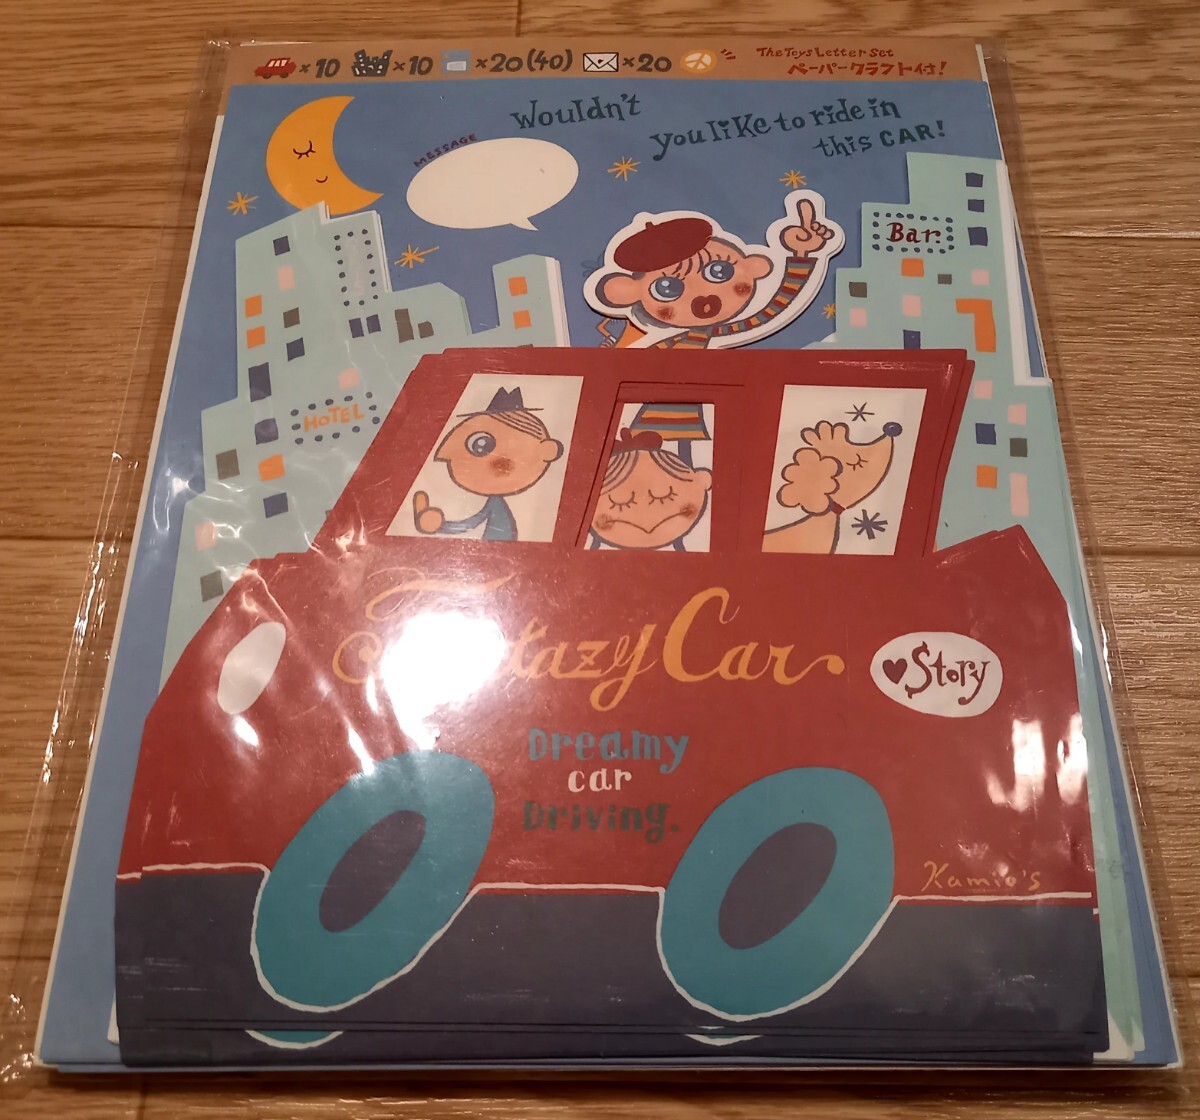 ×10 ×10 ×20(40) ×20
The Toys Letter Set
ペーパークラフト付!
MESSAGE
Wouldn't
you like to ride in
this CAR!
Bar.
HOTEL
Car
♥Story
Dreamy
car
Driving.
Kamio's